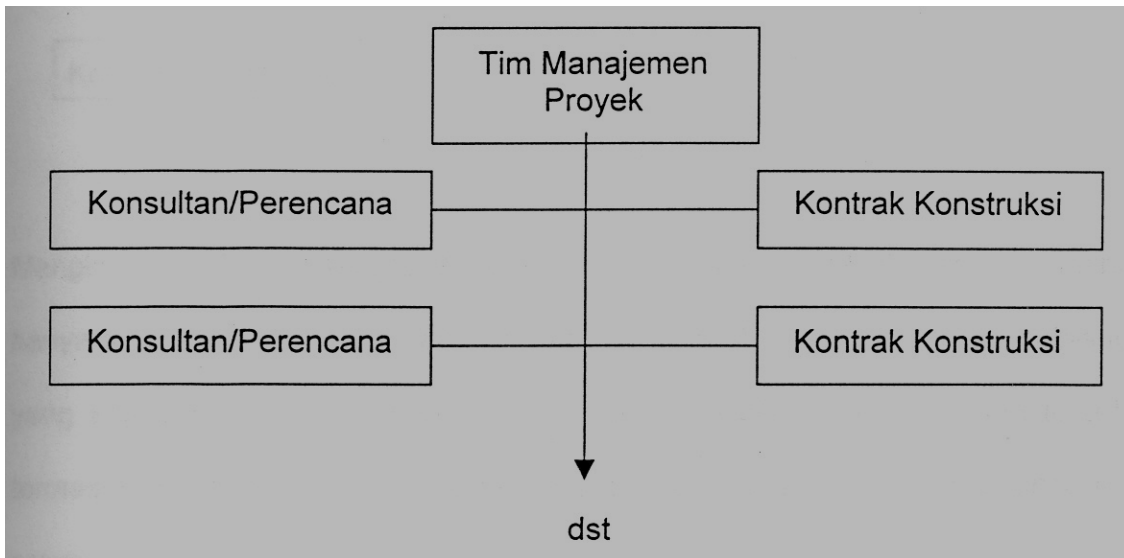 Tim Manajemen
Proyek
Konsultan/Perencana
Kontrak Konstruksi
Konsultan/Perencana
Kontrak Konstruksi
dst